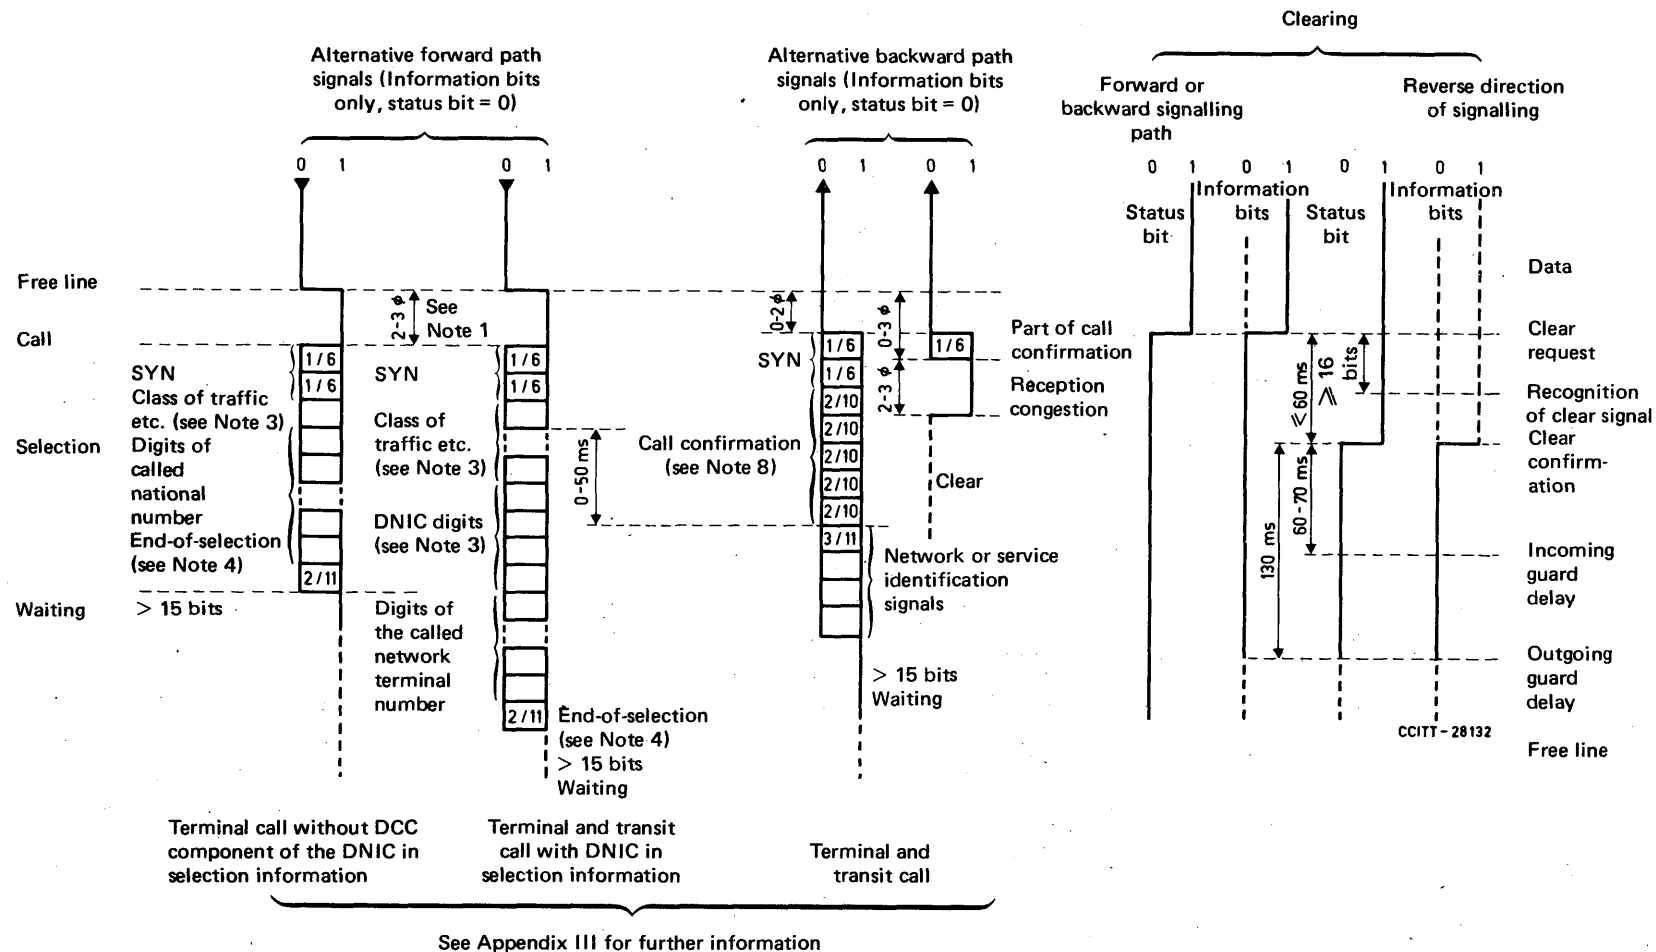 Clearing
Alternative forward path
signals (Information bits
only, status bit = 0)
Alternative backward path
signals (Information bits
only, status bit = 0)
Forward or
backward signalling
path
Reverse direction
of signalling
0 1
0 1
0 1
0 1
0 1
0 1
0 1
0 1
Status
bit
Information
bits
Status
bit
Information
bits
Free line
Call
Selection
Waiting
2-3 ϕ
See
Note 1
SYN
Class of traffic
etc. (see Note 3)
Digits of
called
national
number
End-of-selection
(see Note 4)
> 15 bits
1/6
1/6
2/11
SYN
Class of
traffic etc.
(see Note 3)
DNIC digits
(see Note 3)
Digits of
the called
network
terminal
number
1/6
1/6
2/11
End-of-selection
(see Note 4)
> 15 bits
Waiting
0-50 ms
0-2 ϕ
SYN
Call confirmation
(see Note 8)
1/6
1/6
2/10
2/10
2/10
2/10
2/10
3/11
0-3 ϕ
2-3 ϕ
1/6
Clear
Network or service
identification
signals
> 15 bits
Waiting
Part of call
confirmation
Reception
congestion
≤ 60 ms
≥ 16
bits
60-70 ms
130 ms
Data
Clear
request
Recognition
of clear signal
Clear
confirm-
ation
Incoming
guard
delay
Outgoing
guard
delay
CCITT-28132
Free line
Terminal call without DCC
component of the DNIC in
selection information
Terminal and transit
call with DNIC in
selection information
Terminal and
transit call
See Appendix III for further information